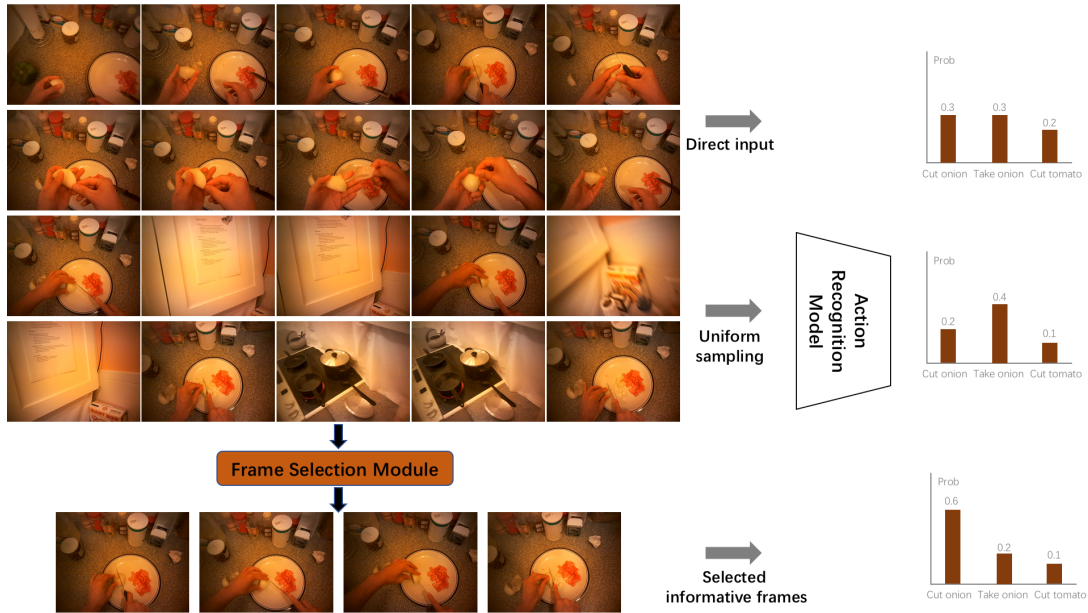 Direct input
Prob
0.3
0.3
0.2
Cut onion
Take onion
Cut tomato
Uniform
sampling
Action
Recognition
Model
Prob
0.2
0.4
0.1
Cut onion
Take onion
Cut tomato
Frame Selection Module
Selected
informative frames
Prob
0.6
0.2
0.1
Cut onion
Take onion
Cut tomato